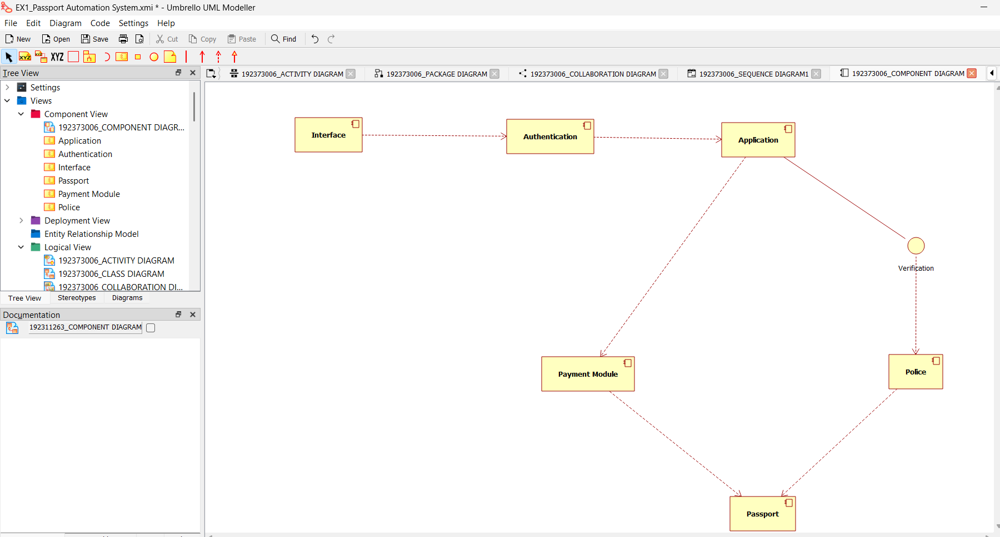 EX1_Passport Automation System.xmi * - Umbrello UML Modeller
File Edit Diagram Code Settings Help
New Open Save Cut Copy Paste Find
XYZ XYZ XYZ
Tree View
192373006_ACTIVITY DIAGRAM 192373006_PACKAGE DIAGRAM 192373006_COLLABORATION DIAGRAM 192373006_SEQUENCE DIAGRAM1 192373006_COMPONENT DIAGRAM
Settings
Views
Component View
192373006_COMPONENT DIAGR...
Application
Authentication
Interface
Passport
Payment Module
Police
Deployment View
Entity Relationship Model
Logical View
192373006_ACTIVITY DIAGRAM
192373006_CLASS DIAGRAM
192373006_COLLABORATION DI...
Tree View Stereotypes Diagrams
Documentation
192311263_COMPONENT DIAGRAM
Interface
Authentication
Application
Verification
Payment Module
Police
Passport